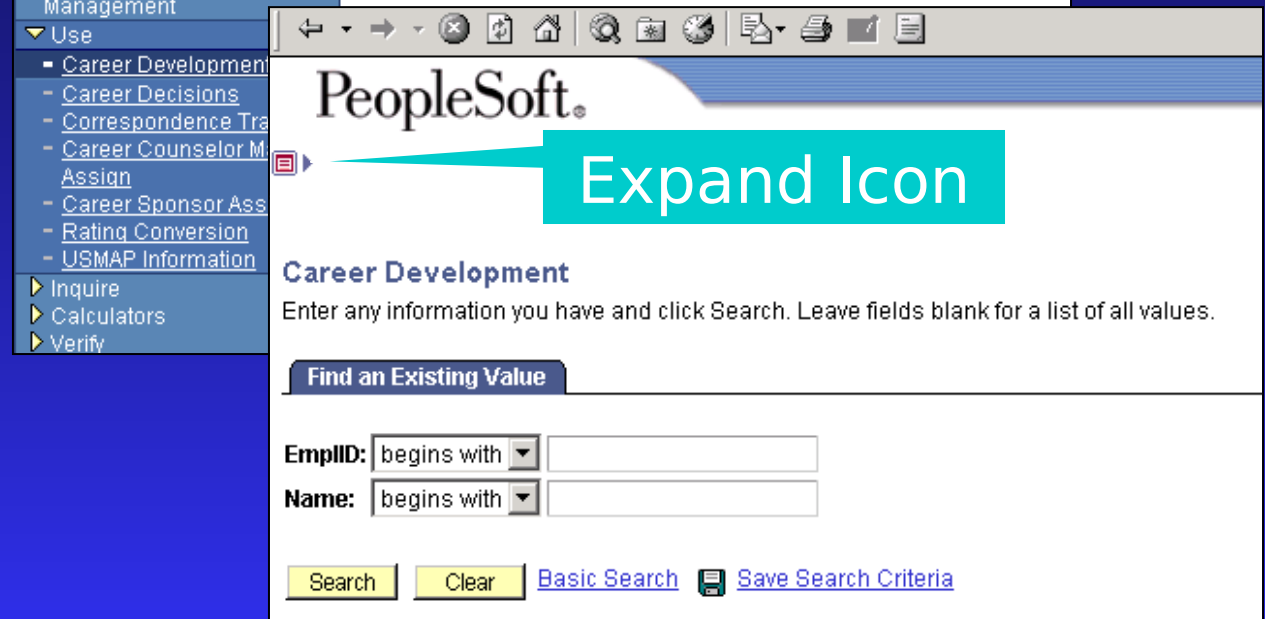 Management
Use
Career Development
Career Decisions
Correspondence Tra
Career Counselor M
Assign
Career Sponsor Ass
Rating Conversion
USMAP Information
Inquire
Calculators
Verify
PeopleSoft®
Expand Icon
Career Development
Enter any information you have and click Search. Leave fields blank for a list of all values.
Find an Existing Value
EmplID: begins with
Name: begins with
Search Clear Basic Search Save Search Criteria